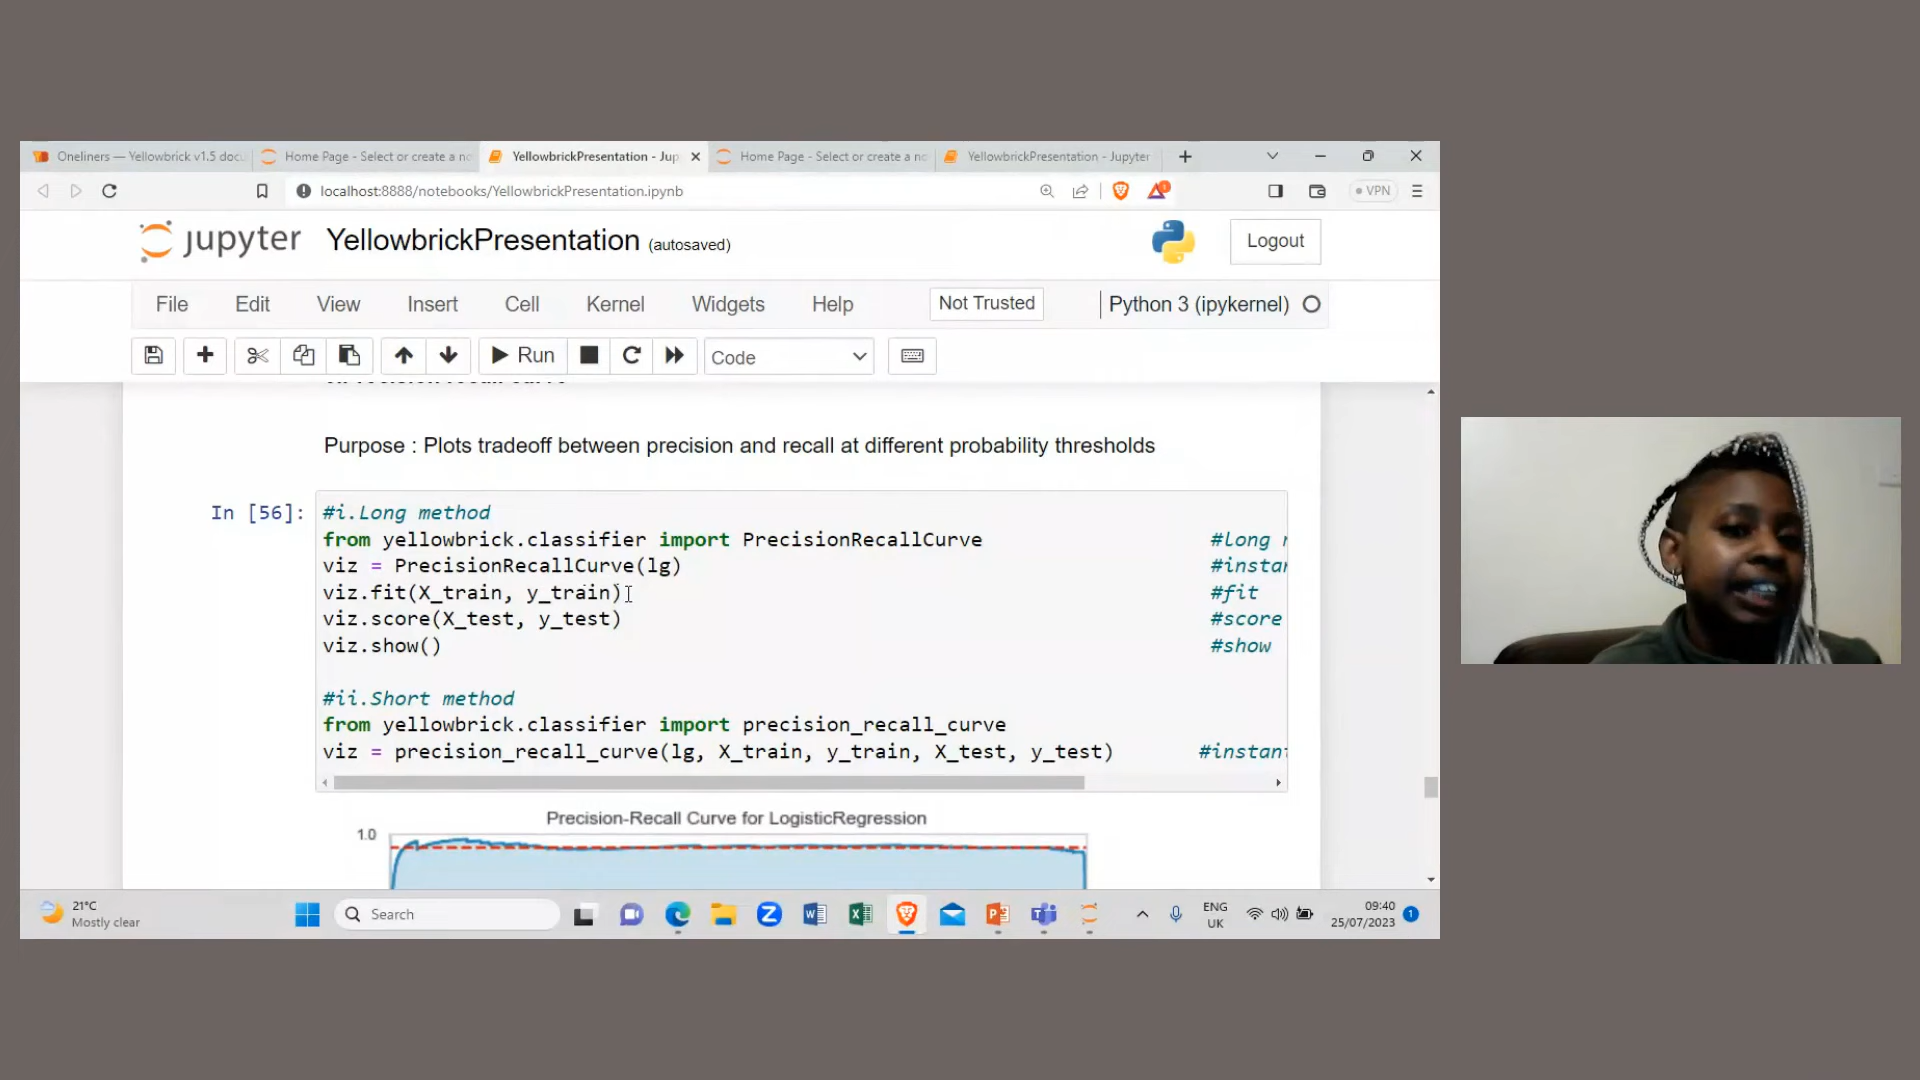 Oneliners — Yellowbrick v1.5 docu
Home Page - Select or create a no
YellowbrickPresentation - Jup
Home Page - Select or create a no
YellowbrickPresentation - Jupyter
localhost:8888/notebooks/YellowbrickPresentation.ipynb
VPN
jupyter
YellowbrickPresentation (autosaved)
Logout
File Edit View Insert Cell Kernel Widgets Help
Not Trusted
Python 3 (ipykernel)
Run
Code
Purpose : Plots tradeoff between precision and recall at different probability thresholds
In [56]:
#i.Long method
from yellowbrick.classifier import PrecisionRecallCurve #long
viz = PrecisionRecallCurve(lg) #instan
viz.fit(X_train, y_train) #fit
viz.score(X_test, y_test) #score
viz.show() #show
#ii.Short method
from yellowbrick.classifier import precision_recall_curve
viz = precision_recall_curve(lg, X_train, y_train, X_test, y_test) #instant
Precision-Recall Curve for LogisticRegression
1.0
21°C
Mostly clear
Search
ENG
UK
09:40
25/07/2023
1